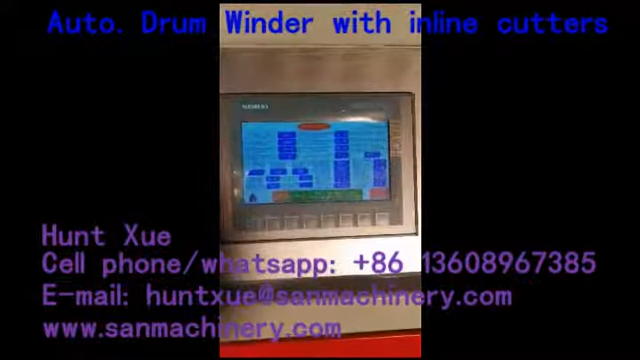 Auto. Drum Winder with inline cutters
SIEMENS
Hunt Xue
Cell phone/whatsapp: +86 13608967385
E-mail: huntxue@sanmachinery.com
www.sanmachinery.com